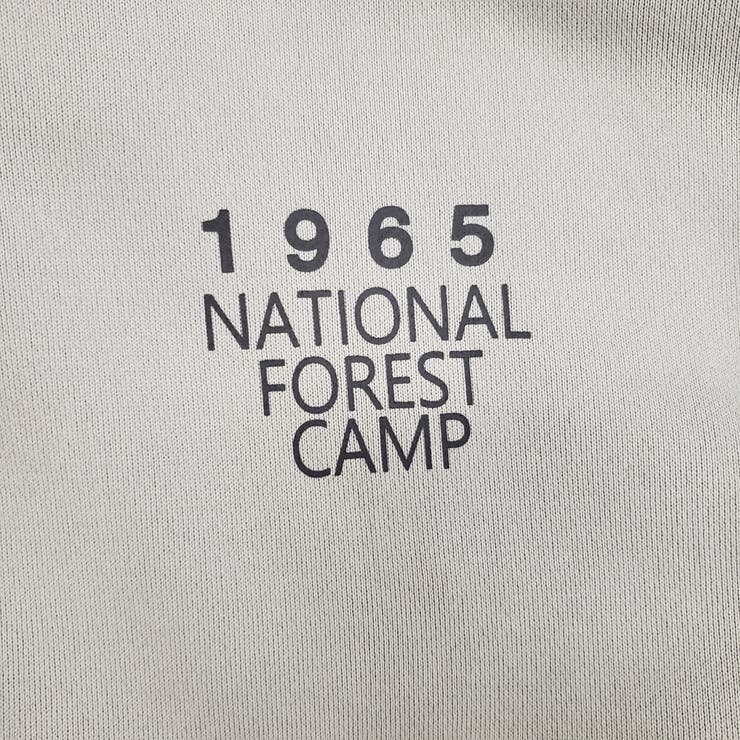 1965
NATIONAL
FOREST
CAMP